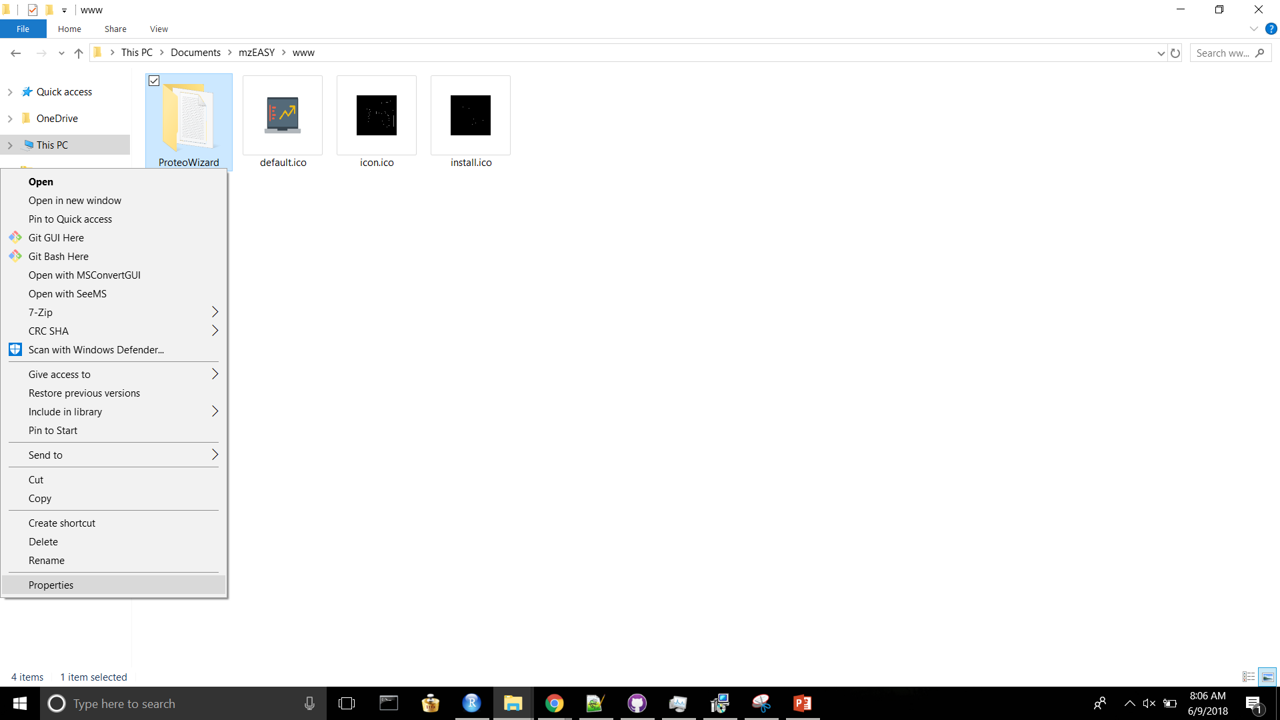 www
File Home Share View
This PC Documents mzEASY www
Search ww...
Quick access
OneDrive
This PC
ProteoWizard default.ico icon.ico install.ico
Open
Open in new window
Pin to Quick access
Git GUI Here
Git Bash Here
Open with MSConvertGUI
Open with SeeMS
7-Zip
CRC SHA
Scan with Windows Defender...
Give access to
Restore previous versions
Include in library
Pin to Start
Send to
Cut
Copy
Create shortcut
Delete
Rename
Properties
4 items 1 item selected
Type here to search
8:06 AM
6/9/2018
1